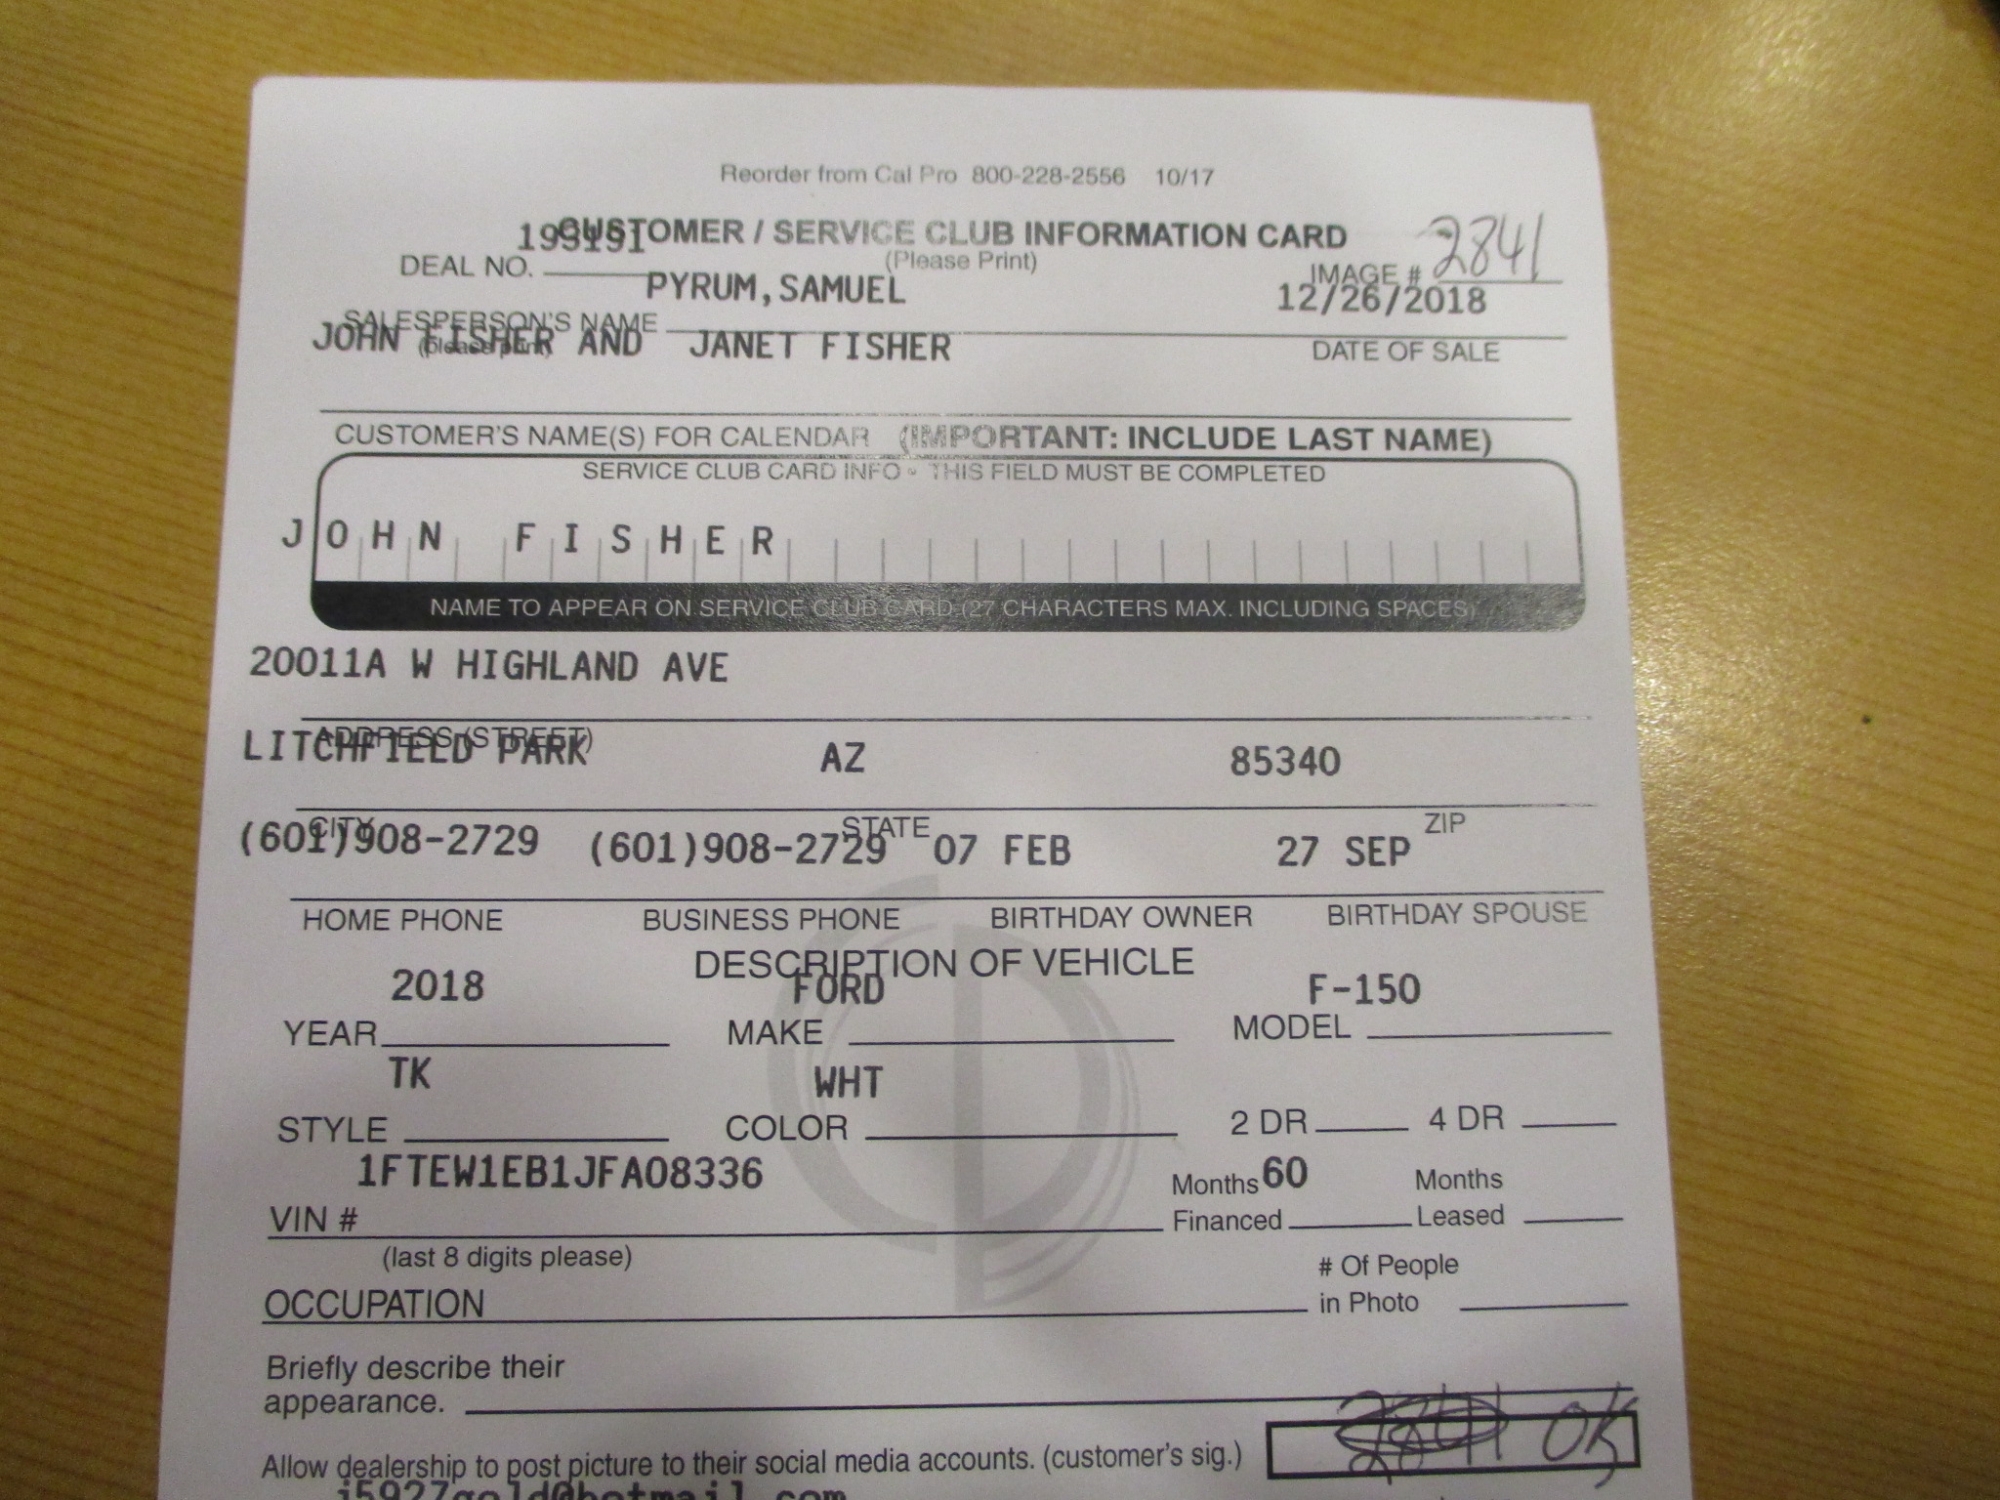 Reorder from Cal Pro 800-228-2556 10/17
CUSTOMER / SERVICE CLUB INFORMATION CARD
(Please Print)
DEAL NO.
IMAGE # 2841
PYRUM,SAMUEL 12/26/2018
SALESPERSON'S NAME
(please print)
DATE OF SALE
JOHN FISHER AND JANET FISHER
CUSTOMER'S NAME(S) FOR CALENDAR (IMPORTANT: INCLUDE LAST NAME)
SERVICE CLUB CARD INFO - THIS FIELD MUST BE COMPLETED
JOHN FISHER
NAME TO APPEAR ON SERVICE CLUB CARD (27 CHARACTERS MAX. INCLUDING SPACES)
20011A W HIGHLAND AVE
ADDRESS (STREET)
LITCHFIELD PARK AZ 85340
CITY STATE ZIP
(601)908-2729 (601)908-2729 07 FEB 27 SEP
HOME PHONE BUSINESS PHONE BIRTHDAY OWNER BIRTHDAY SPOUSE
DESCRIPTION OF VEHICLE
2018 FORD F-150
YEAR MAKE MODEL
TK WHT
STYLE COLOR 2 DR 4 DR
1FTEW1EB1JFA08336
VIN #
Months 60 Months
Financed Leased
(last 8 digits please)
OCCUPATION
# Of People
in Photo
Briefly describe their
appearance.
Allow dealership to post picture to their social media accounts. (customer's sig.) OK
j5927gold@hotmail.com